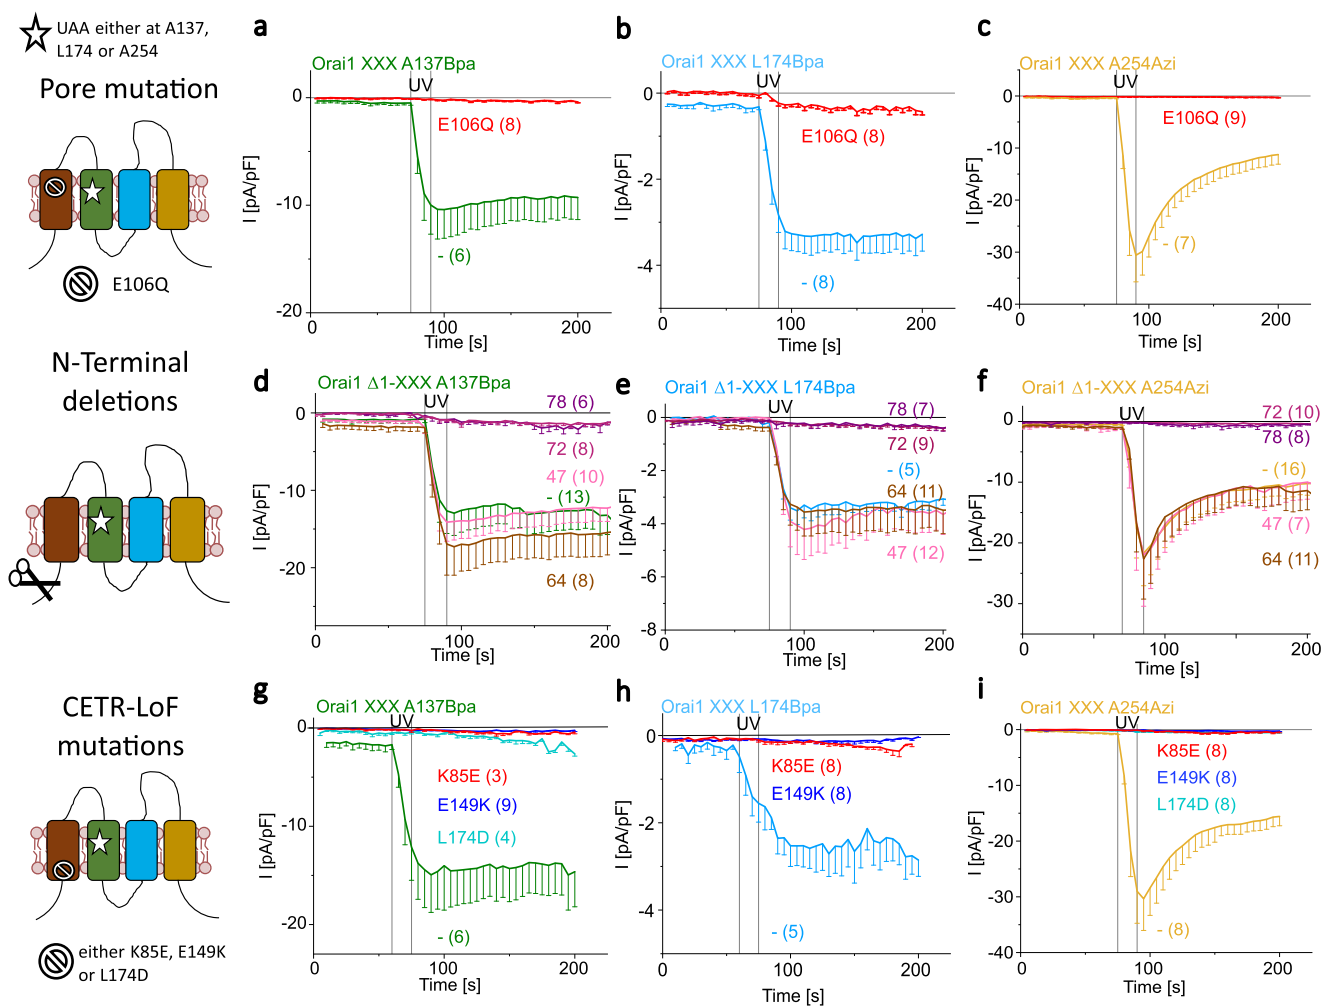 UAA either at A137,
L174 or A254
Pore mutation
E106Q
a
Orai1 XXX A137Bpa
UV
E106Q (8)
- (6)
I [pA/pF]
0
-10
-20
0
100
200
Time [s]
b
Orai1 XXX L174Bpa
UV
E106Q (8)
- (8)
I [pA/pF]
0
-2
-4
0
100
200
Time [s]
c
Orai1 XXX A254Azi
UV
E106Q (9)
- (7)
I [pA/pF]
0
-10
-20
-30
-40
0
100
200
Time [s]
N-Terminal
deletions
d
Orai1 Δ1-XXX A137Bpa
UV
78 (6)
72 (8)
47 (10)
- (13)
64 (8)
I [pA/pF]
0
-10
-20
0
100
200
Time [s]
e
Orai1 Δ1-XXX L174Bpa
UV
78 (7)
72 (9)
- (5)
64 (11)
47 (12)
I [pA/pF]
0
-2
-4
-6
-8
0
100
200
Time [s]
f
Orai1 Δ1-XXX A254Azi
UV
72 (10)
78 (8)
- (16)
47 (7)
64 (11)
I [pA/pF]
0
-10
-20
-30
0
100
200
Time [s]
CETR-LoF
mutations
either K85E, E149K
or L174D
g
Orai1 XXX A137Bpa
UV
K85E (3)
E149K (9)
L174D (4)
- (6)
I [pA/pF]
0
-10
-20
0
100
200
Time [s]
h
Orai1 XXX L174Bpa
UV
K85E (8)
E149K (8)
- (5)
I [pA/pF]
0
-2
-4
0
100
200
Time [s]
i
Orai1 XXX A254Azi
UV
K85E (8)
E149K (8)
L174D (8)
- (8)
I [pA/pF]
0
-10
-20
-30
-40
0
100
200
Time [s]